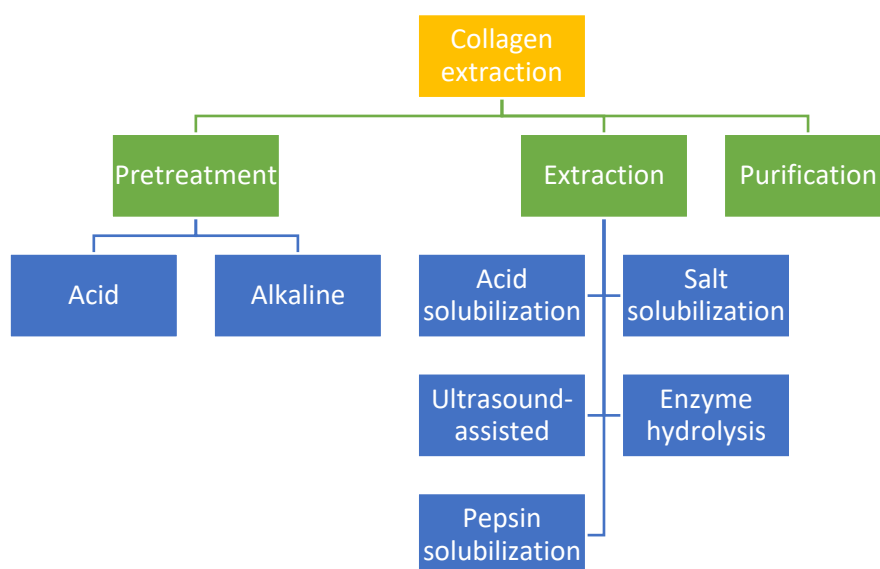 Collagen
extraction
Pretreatment
Extraction
Purification
Acid
Alkaline
Acid
solubilization
Salt
solubilization
Ultrasound-
assisted
Enzyme
hydrolysis
Pepsin
solubilization